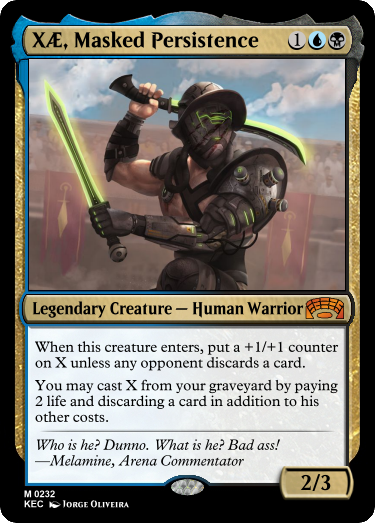 XÆ, Masked Persistence 1
Legendary Creature — Human Warrior
When this creature enters, put a +1/+1 counter
on X unless any opponent discards a card.
You may cast X from your graveyard by paying
2 life and discarding a card in addition to
his other costs.
Who is he? Dunno. What is he? Bad ass!
—Melamine, Arena Commentator
2/3
M 0232
KEC Jorge Oliveira